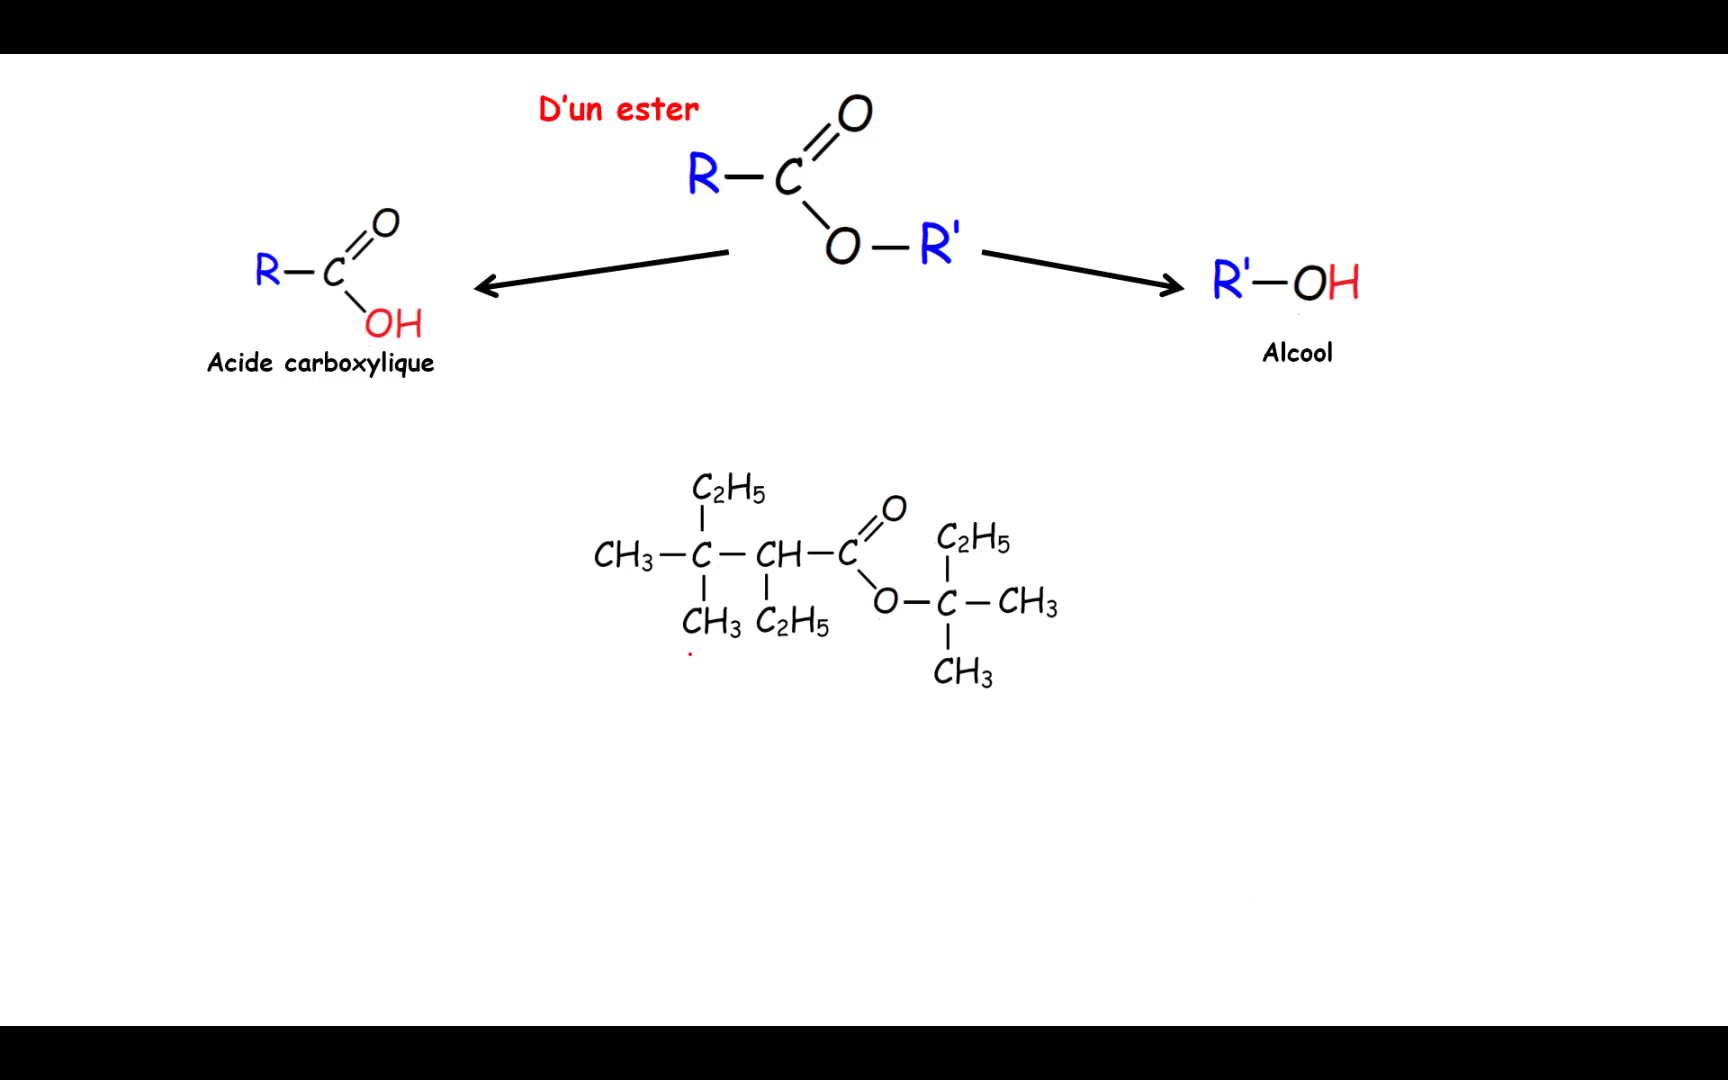 D'un ester
O
R—C
O—R'
O
R—C
OH
Acide carboxylique
R'—OH
Alcool
C₂H₅
O
CH₃—C—CH—C
C₂H₅
O—C—CH₃
CH₃ C₂H₅
CH₃